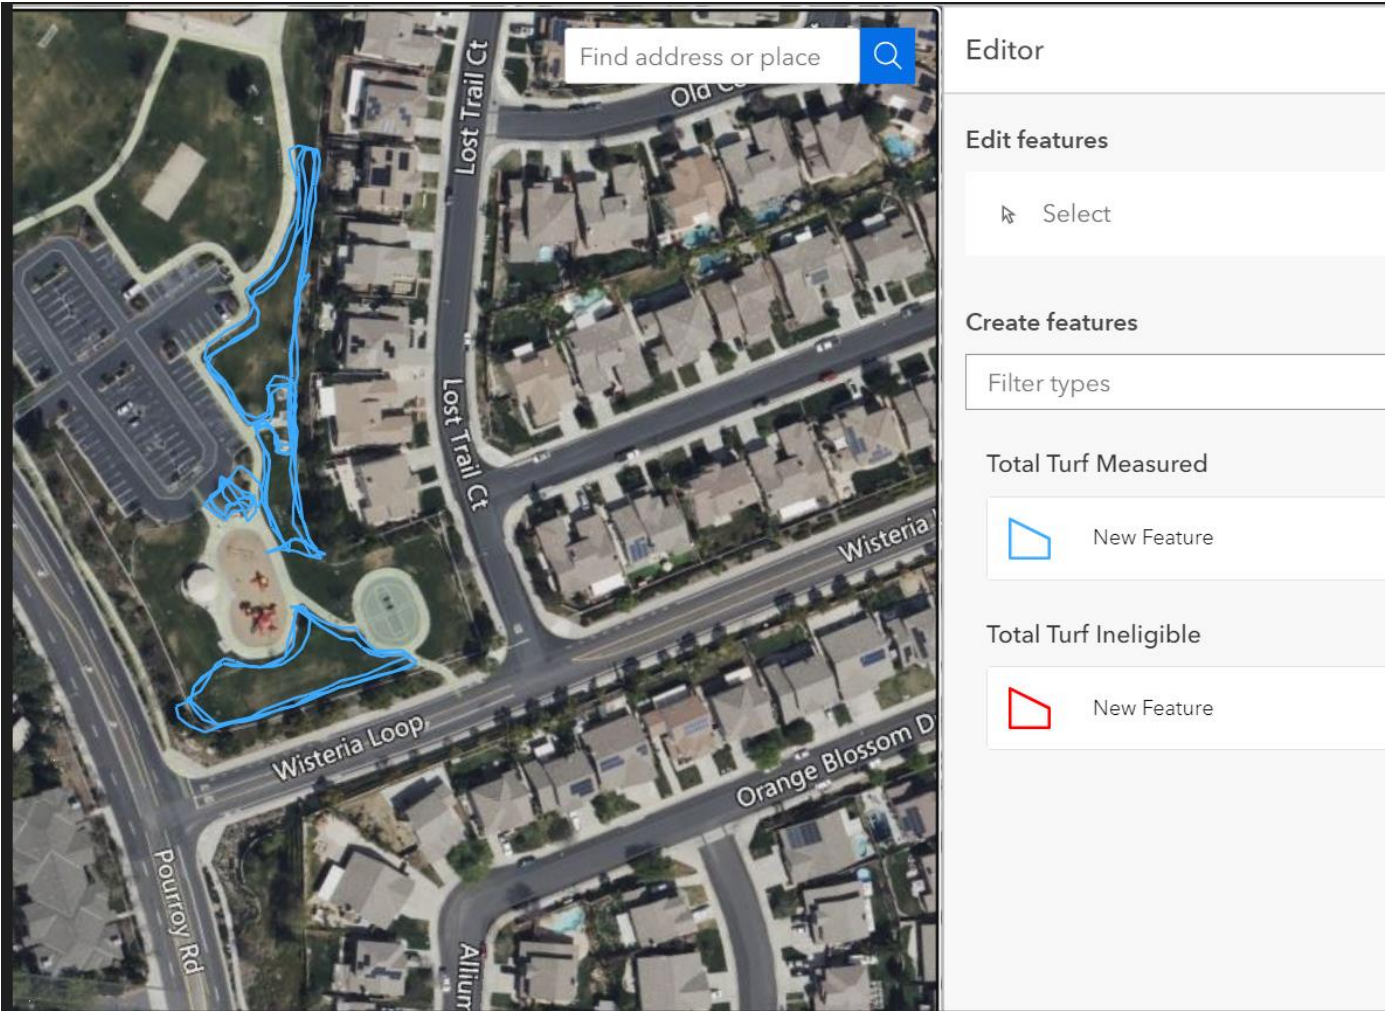 Find address or place
Old
Lost Trail Ct
Lost Trail Ct
Wisteria
Wisteria Loop
Orange Blossom D
Pourroy Rd
Allium
Editor
Edit features
Select
Create features
Filter types
Total Turf Measured
New Feature
Total Turf Ineligible
New Feature